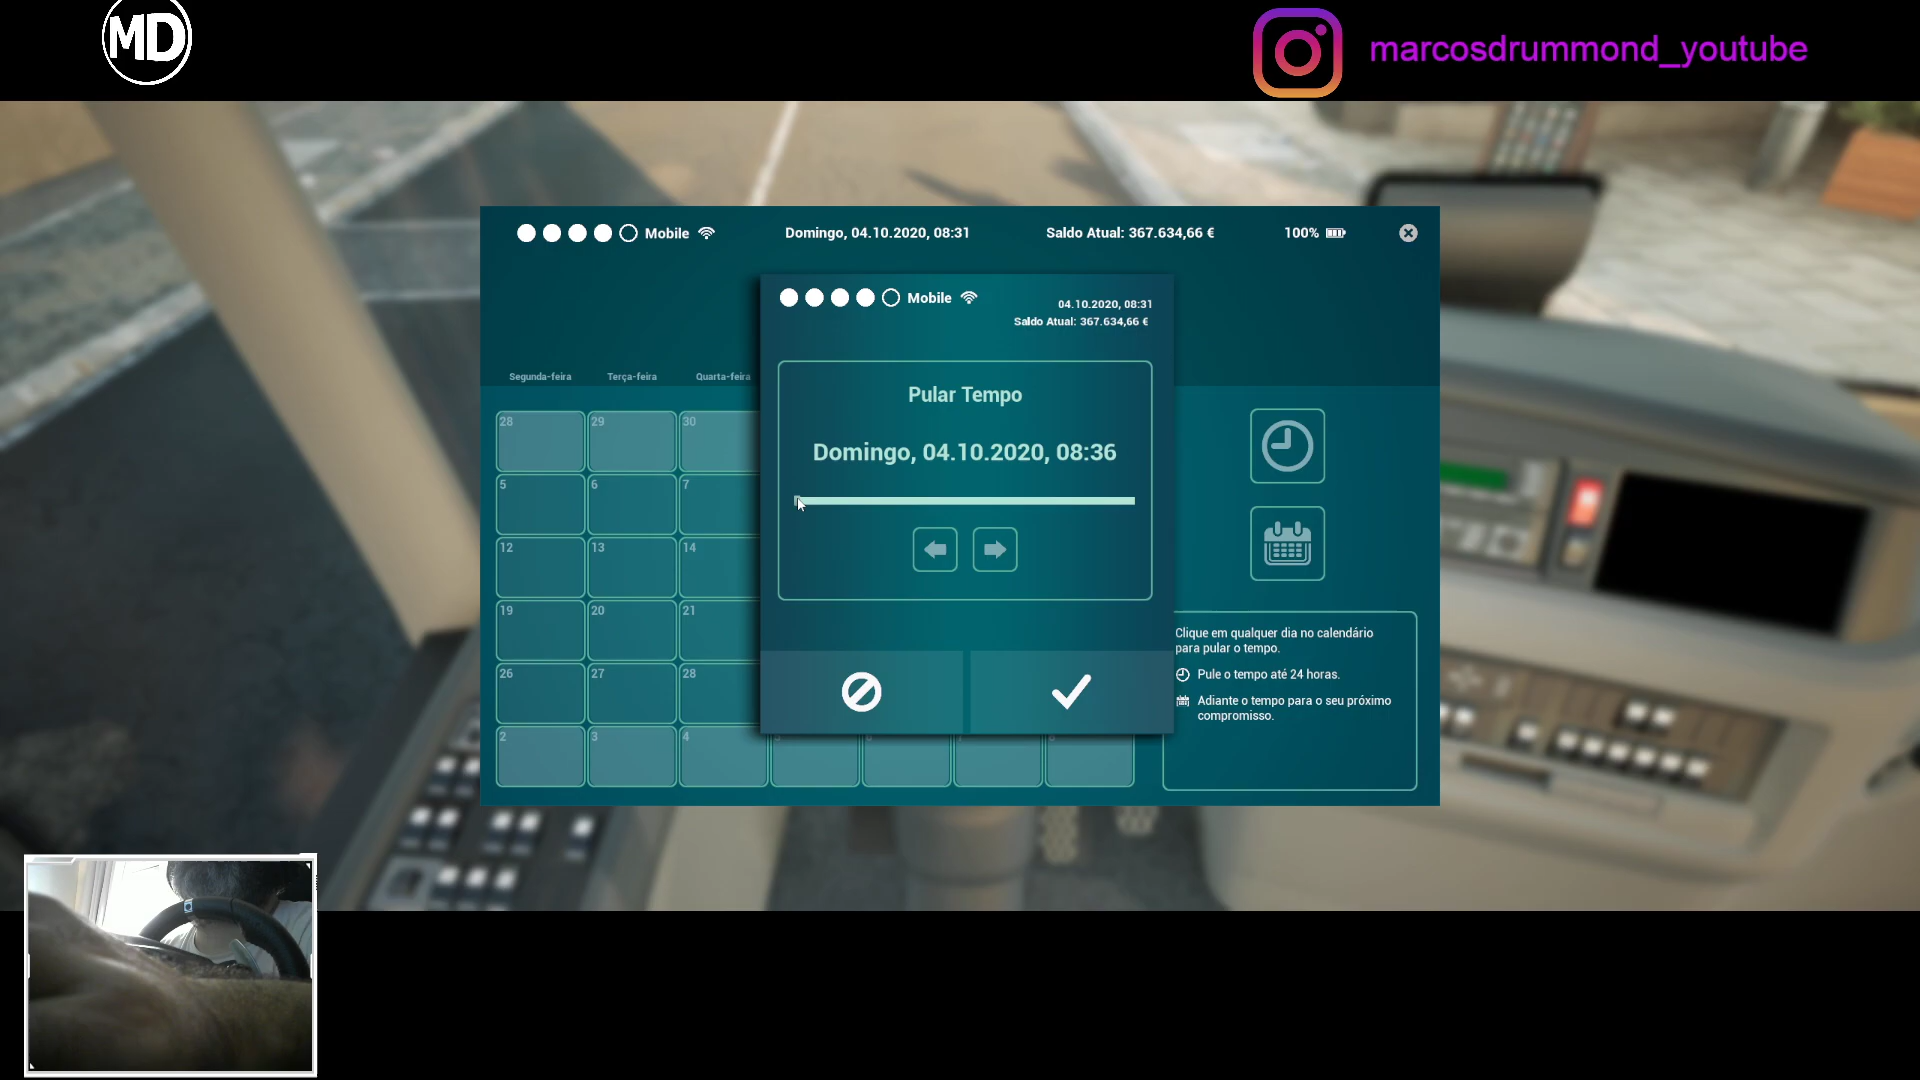 MD
marcosdrummond_youtube
Mobile
Domingo, 04.10.2020, 08:31
Saldo Atual: 367.634,66 €
100%
Mobile
04.10.2020, 08:31
Saldo Atual: 367.634,66 €
Segunda-feira
Terça-feira
Quarta-feira
Pular Tempo
Domingo, 04.10.2020, 08:36
28
29
30
5
6
7
12
13
14
19
20
21
26
27
28
2
3
4
Clique em qualquer dia no calendário
para pular o tempo.
Pule o tempo até 24 horas.
Adiante o tempo para o seu próximo
compromisso.